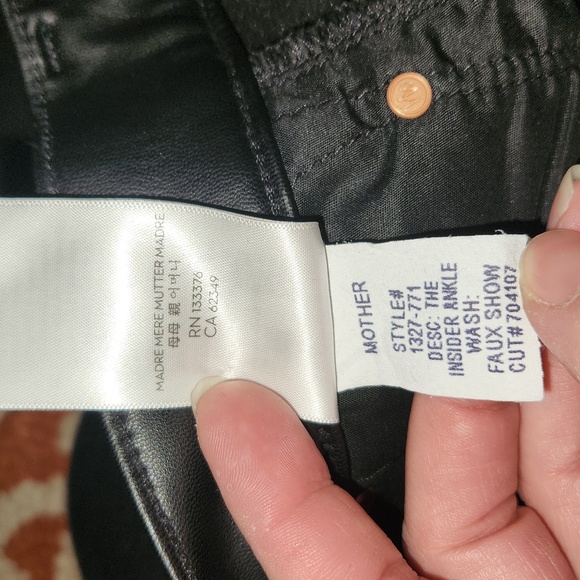 MADRE MERE MUTTER MADRE
母母 親 어머니
RN 133376
CA 62349
MOTHER
STYLE#
1327-771
DESC: THE
INSIDER ANKLE
WASH:
FAUX SHOW
CUT# 704107